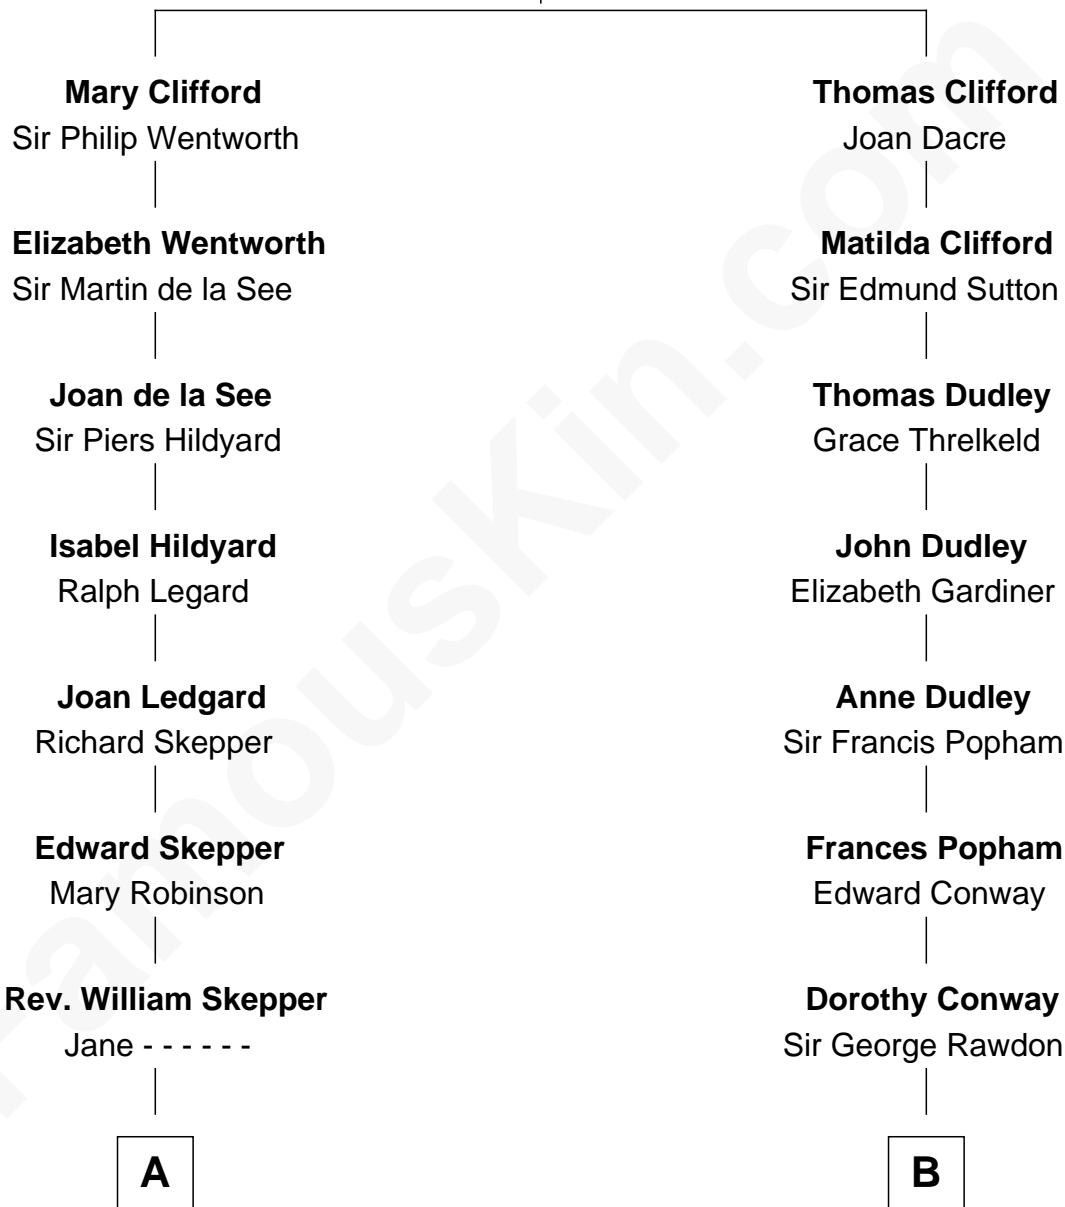 Mary Clifford
Sir Philip Wentworth
Elizabeth Wentworth
Sir Martin de la See
Joan de la See
Sir Piers Hildyard
Isabel Hildyard
Ralph Legard
Joan Ledgard
Richard Skepper
Edward Skepper
Mary Robinson
Rev. William Skepper
Jane - - - - - -
A
Thomas Clifford
Joan Dacre
Matilda Clifford
Sir Edmund Sutton
Thomas Dudley
Grace Threlkeld
John Dudley
Elizabeth Gardiner
Anne Dudley
Sir Francis Popham
Frances Popham
Edward Conway
Dorothy Conway
Sir George Rawdon
B
FamousKin.com